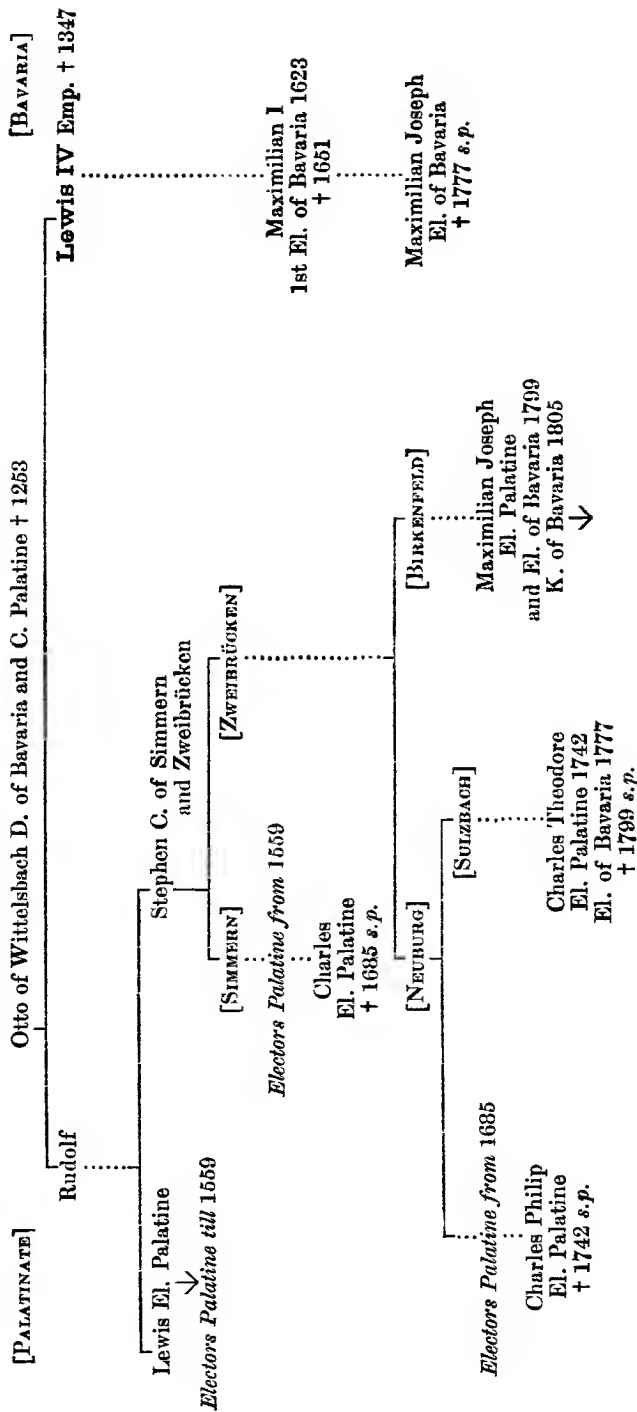 [PALATINATE]
Otto of Wittelsbach D. of Bavaria and C. Palatine † 1253
[BAVARIA]
Rudolf
Lewis IV Emp. † 1347
Lewis El. Palatine
Electors Palatine till 1559
Stephen C. of Simmern
and Zweibrücken
[SIMMERN]
Electors Palatine from 1559
Charles
El. Palatine
† 1685 s.p.
[ZWEIBRÜCKEN]
Maximilian I
1st El. of Bavaria 1623
† 1651
Maximilian Joseph
El. of Bavaria
† 1777 s.p.
[NEUBURG]
[BIRKENFELD]
Electors Palatine from 1685
Charles Philip
El. Palatine
† 1742 s.p.
[SULZBACH]
Charles Theodore
El. Palatine 1742
El. of Bavaria 1777
† 1799 s.p.
Maximilian Joseph
El. Palatine
and El. of Bavaria 1799
K. of Bavaria 1805